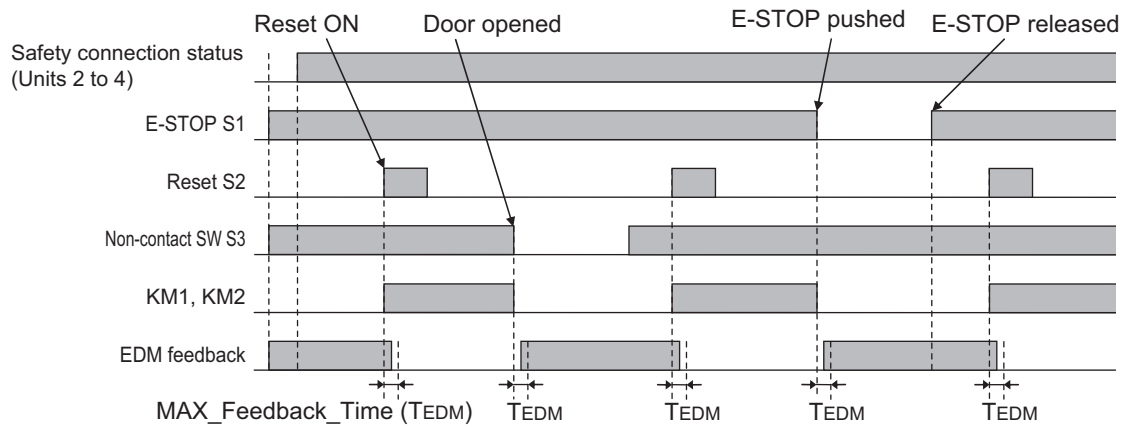 Reset ON Door opened E-STOP pushed E-STOP released
Safety connection status
(Units 2 to 4)
E-STOP S1
Reset S2
Non-contact SW S3
KM1, KM2
EDM feedback
MAX_Feedback_Time (TEDM) TEDM TEDM TEDM TEDM